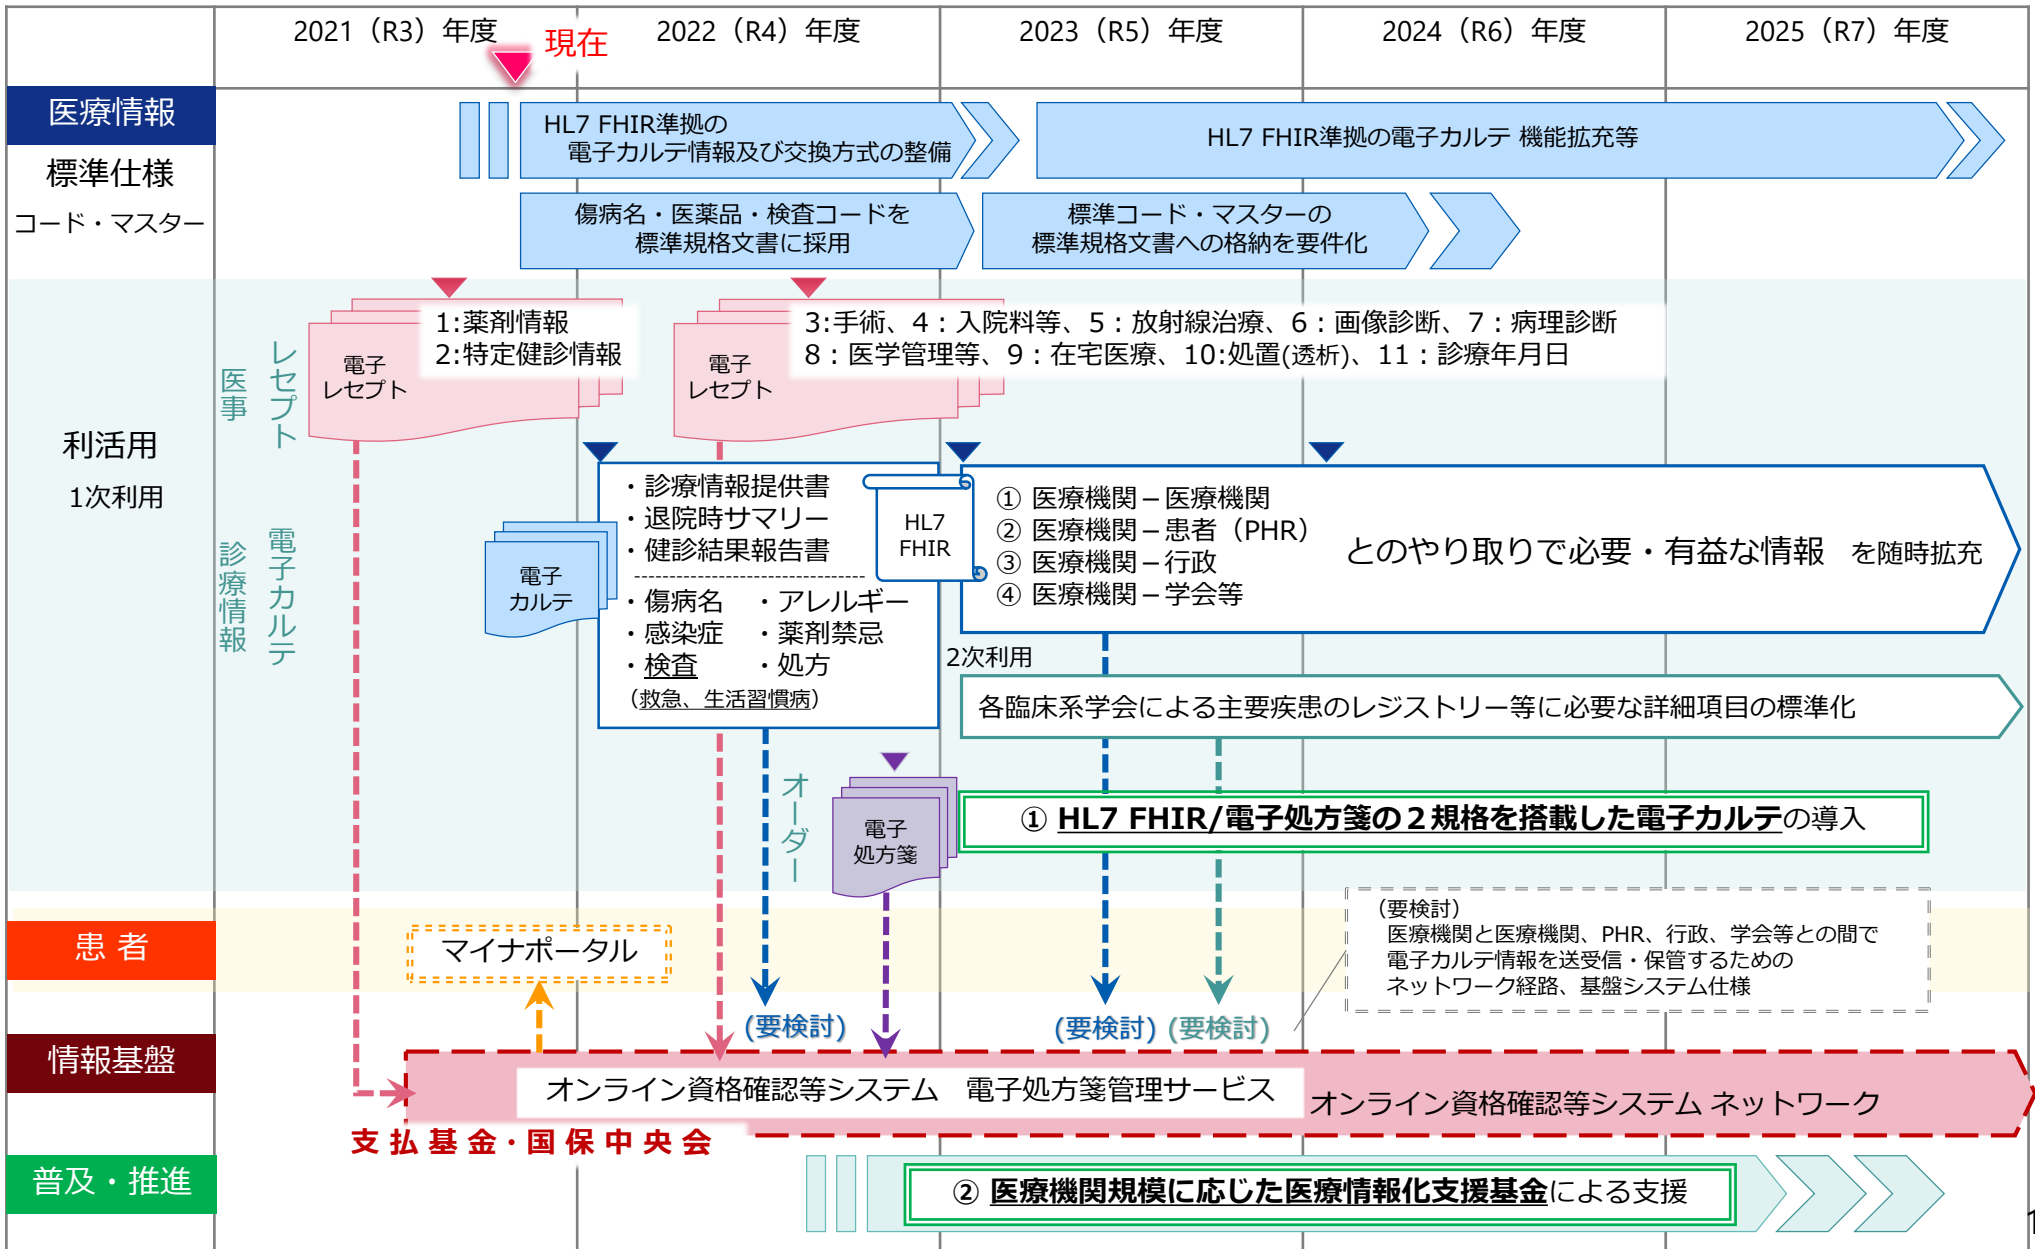 2021（R3）年度
2022（R4）年度
2023（R5）年度
2024（R6）年度
2025（R7）年度
現在
医療情報
標準仕様
コード・マスター
HL7 FHIR準拠の
電子カルテ情報及び交換方式の整備
HL7 FHIR準拠の電子カルテ 機能拡充等
傷病名・医薬品・検査コードを
標準規格文書に採用
標準コード・マスターの
標準規格文書への格納を要件化
利活用
1次利用
医事
レセプト
電子
レセプト
1:薬剤情報
2:特定健診情報
電子
レセプト
3:手術、4：入院料等、5：放射線治療、6：画像診断、7：病理診断
8：医学管理等、9：在宅医療、10:処置(透析)、11：診療年月日
診療情報
電子カルテ
電子
カルテ
・診療情報提供書
・退院時サマリー
・健診結果報告書
・傷病名　・アレルギー
・感染症　・薬剤禁忌
・検査　・処方
（救急、生活習慣病）
HL7
FHIR
① 医療機関－医療機関
② 医療機関－患者（PHR）
③ 医療機関－行政
④ 医療機関－学会等
とのやり取りで必要・有益な情報　を随時拡充
2次利用
各臨床系学会による主要疾患のレジストリー等に必要な詳細項目の標準化
オーダー
電子
処方箋
① HL7 FHIR/電子処方箋の２規格を搭載した電子カルテの導入
患 者
マイナポータル
（要検討）
医療機関と医療機関、PHR、行政、学会等との間で
電子カルテ情報を送受信・保管するための
ネットワーク経路、基盤システム仕様
(要検討)
(要検討)
(要検討)
情報基盤
オンライン資格確認等システム　電子処方箋管理サービス
オンライン資格確認等システム ネットワーク
支払基金・国保中央会
普及・推進
② 医療機関規模に応じた医療情報化支援基金による支援
1